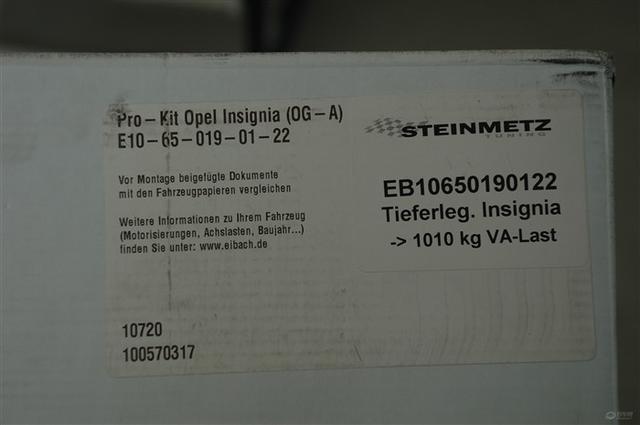 Pro-Kit Opel Insignia (OG-A)
E10-65-019-01-22
Vor Montage beigefügte Dokumente
mit den Fahrzeugpapieren vergleichen
Weitere Informationen zu Ihrem Fahrzeug
(Motorisierungen, Achslasten, Baujahr...)
finden Sie unter: www.eibach.de
10720
100570317
STEINMETZ
TUNING
EB10650190122
Tieferleg. Insignia
-> 1010 kg VA-Last